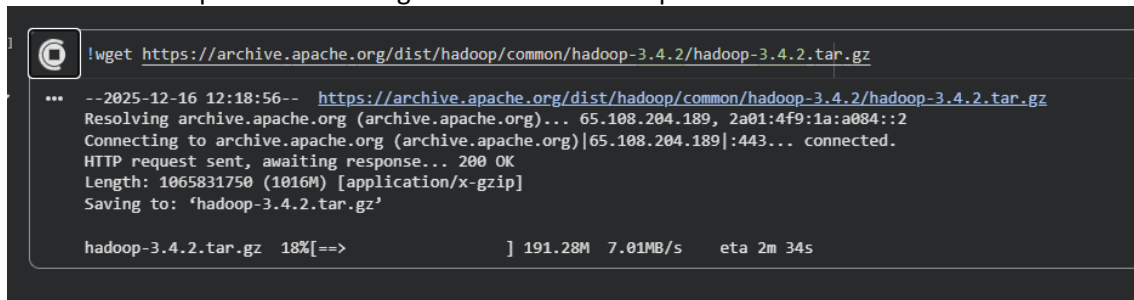 !wget https://archive.apache.org/dist/hadoop/common/hadoop-3.4.2/hadoop-3.4.2.tar.gz
--2025-12-16 12:18:56--  https://archive.apache.org/dist/hadoop/common/hadoop-3.4.2/hadoop-3.4.2.tar.gz
Resolving archive.apache.org (archive.apache.org)... 65.108.204.189, 2a01:4f9:1a:a084::2
Connecting to archive.apache.org (archive.apache.org)|65.108.204.189|:443... connected.
HTTP request sent, awaiting response... 200 OK
Length: 1065831750 (1016M) [application/x-gzip]
Saving to: ‘hadoop-3.4.2.tar.gz’
hadoop-3.4.2.tar.gz  18%[==>                 ] 191.28M  7.01MB/s    eta 2m 34s